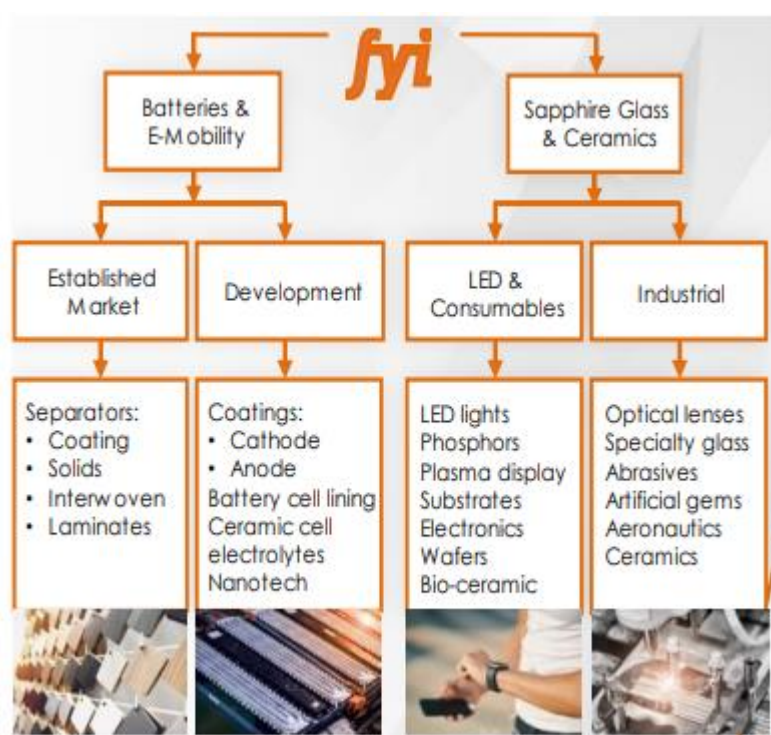 fyi
Batteries &
E-Mobility
Sapphire Glass
& Ceramics
Established
Market
Development
LED &
Consumables
Industrial
Separators:
• Coating
• Solids
• Interwoven
• Laminates
Coatings:
• Cathode
• Anode
Battery cell lining
Ceramic cell
electrolytes
Nanotech
LED lights
Phosphors
Plasma display
Substrates
Electronics
Wafers
Bio-ceramic
Optical lenses
Specialty glass
Abrasives
Artificial gems
Aeronautics
Ceramics